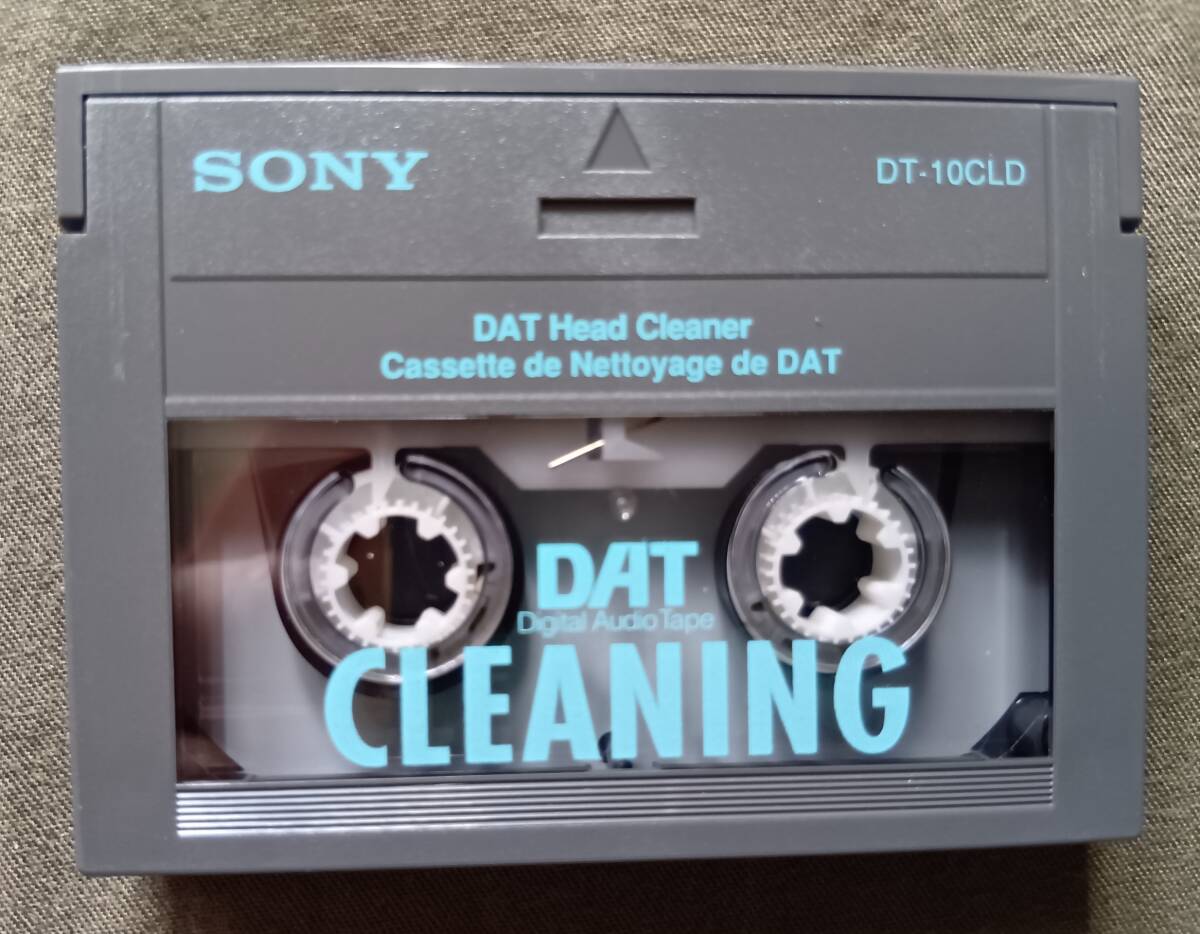 SONY
DT-10CLD
DAT Head Cleaner
Cassette de Nettoyage de DAT
DAT
Digital Audio Tape
CLEANING